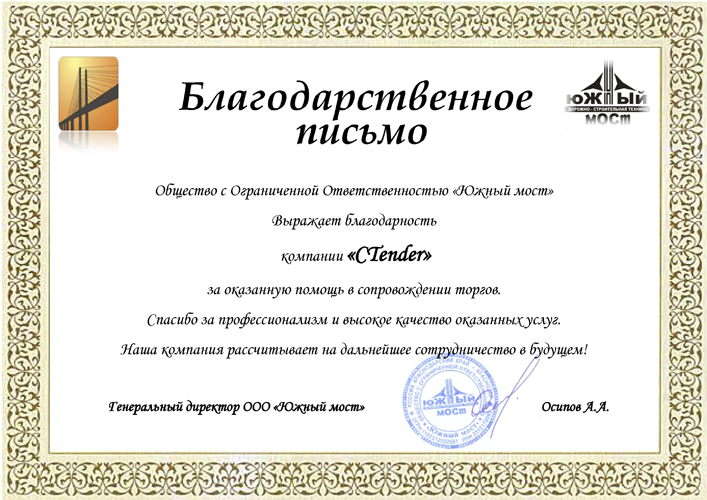 Благодарственное
письмо
ЮЖНЫЙ
ДОРОЖНО - СТРОИТЕЛЬНАЯ ТЕХНИКА
мОСт
Общество с Ограниченной Ответственностью «Южный мост»
Выражает благодарность
компании «CTender»
за оказанную помощь в сопровождении торгов.
Спасибо за профессионализм и высокое качество оказанных услуг.
Наша компания рассчитывает на дальнейшее сотрудничество в будущем!
ЮЖНЫЙ
мОСт
«ЮЖНЫЙ МОСТ»
Генеральный директор ООО «Южный мост»
Осипов А.А.